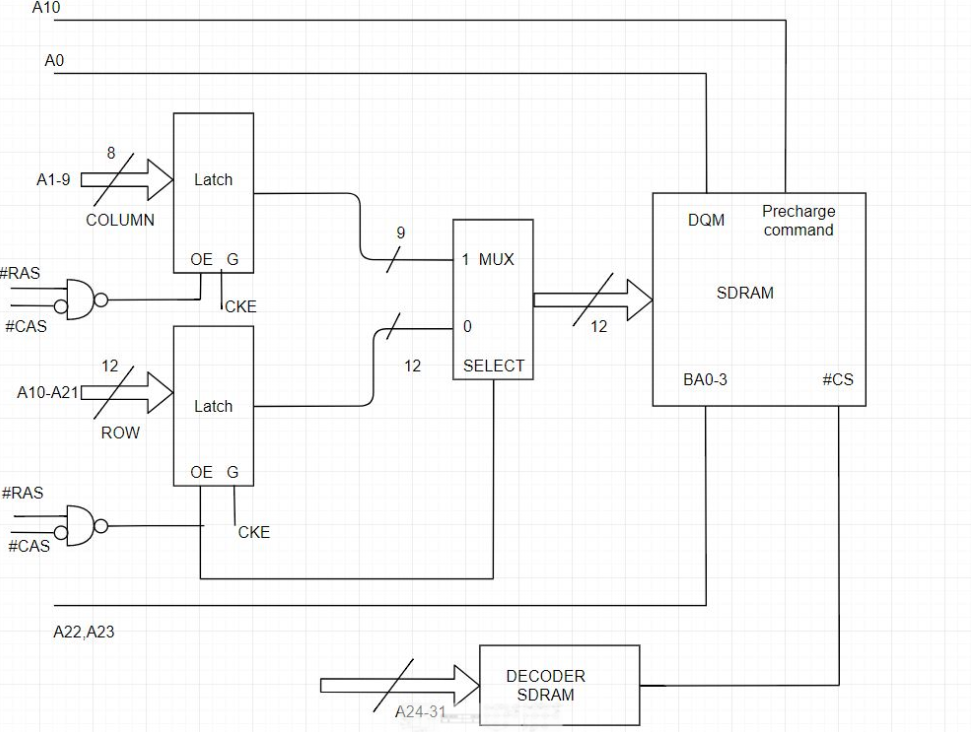 A10
A0
8
A1-9
Latch
COLUMN
OE G
#RAS
#CAS
CKE
9
1 MUX
0
12
SELECT
12
A10-A21
Latch
ROW
OE G
#RAS
#CAS
CKE
DQM
Precharge
command
SDRAM
12
BA0-3
#CS
A22,A23
DECODER
SDRAM
A24-31